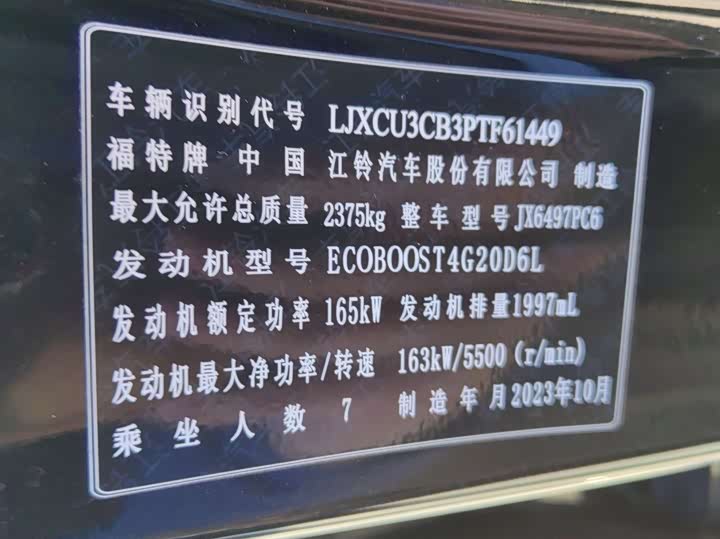 车辆识别代号 LJXCU3CB3PTF61449
福特牌 中国 江铃汽车股份有限公司 制造
最大允许总质量 2375kg 整车型号 JX6497PC6
发动机型号 ECOBOOST4G20D6L
发动机额定功率 165kW 发动机排量 1997mL
发动机最大净功率/转速 163kW/5500 (r/min)
乘坐人数 7 制造年月 2023年10月